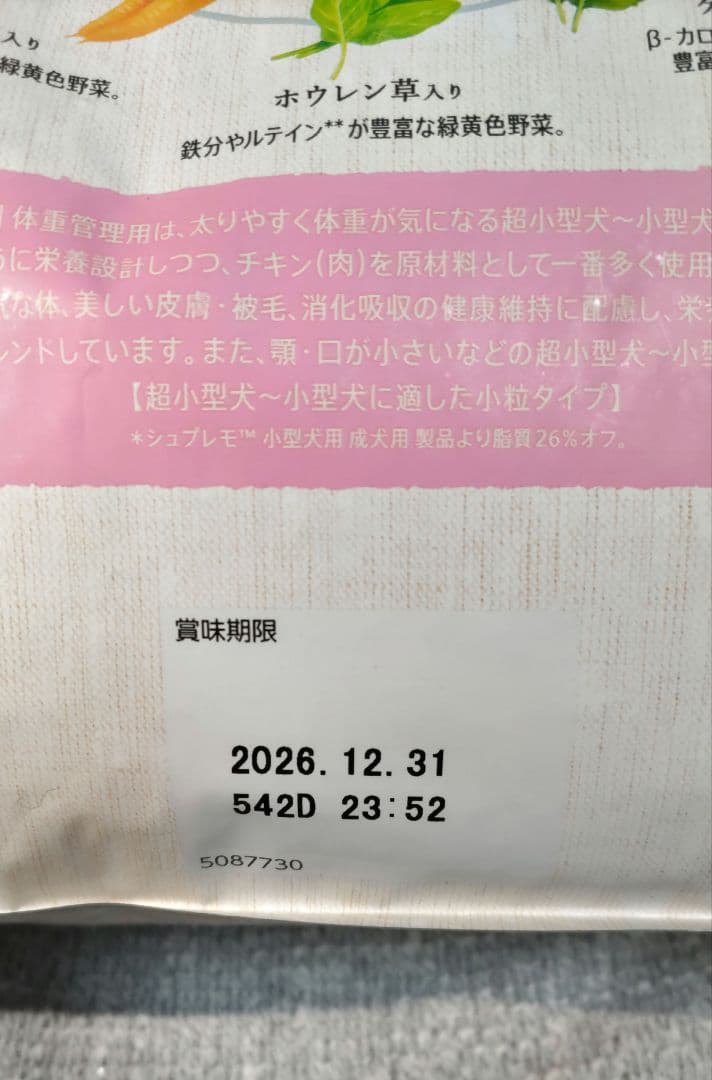 入り
緑黄色野菜。
ホウレン草入り
鉄分やルテイン**が豊富な緑黄色野菜。
β-カロ
豊富
体重管理用は、太りやすく体重が気になる超小型犬～小型犬
うに栄養設計しつつ、チキン(肉)を原材料として一番多く使用
な体、美しい皮膚・被毛、消化吸収の健康維持に配慮し、栄養
レンドしています。また、顎・口が小さいなどの超小型犬～小型
【超小型犬～小型犬に適した小粒タイプ】
*シュプレモ™ 小型犬用 成犬用 製品より脂質26%オフ。
賞味期限
2026. 12. 31
542D 23:52
5087730